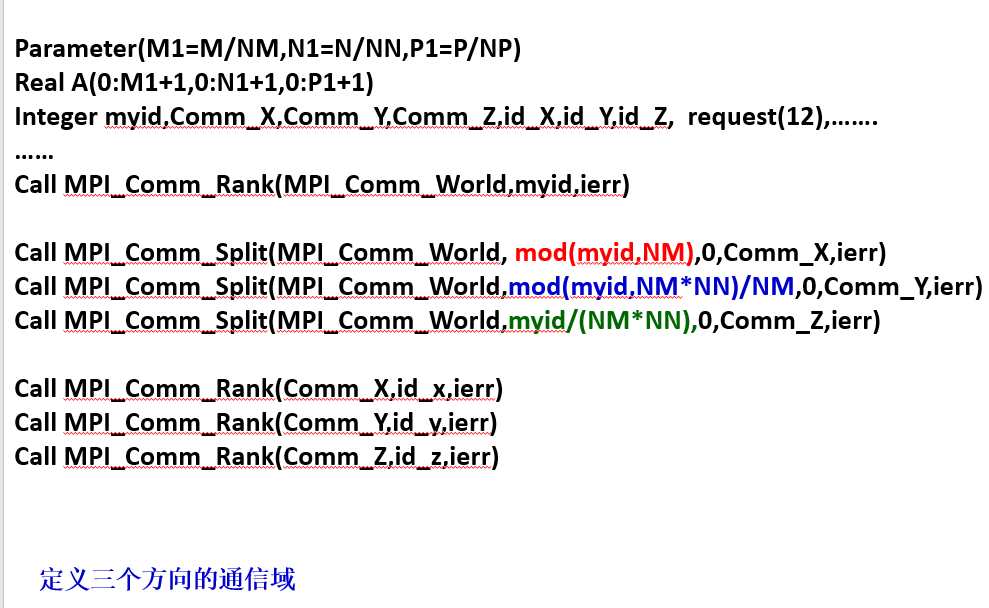 Parameter(M1=M/NM,N1=N/NN,P1=P/NP)
Real A(0:M1+1,0:N1+1,0:P1+1)
Integer myid,Comm_X,Comm_Y,Comm_Z,id_X,id_Y,id_Z, request(12),…….
……
Call MPI_Comm_Rank(MPI_Comm_World,myid,ierr)
Call MPI_Comm_Split(MPI_Comm_World, mod(myid,NM),0,Comm_X,ierr)
Call MPI_Comm_Split(MPI_Comm_World,mod(myid,NM*NN)/NM,0,Comm_Y,ierr)
Call MPI_Comm_Split(MPI_Comm_World,myid/(NM*NN),0,Comm_Z,ierr)
Call MPI_Comm_Rank(Comm_X,id_x,ierr)
Call MPI_Comm_Rank(Comm_Y,id_y,ierr)
Call MPI_Comm_Rank(Comm_Z,id_z,ierr)
定义三个方向的通信域